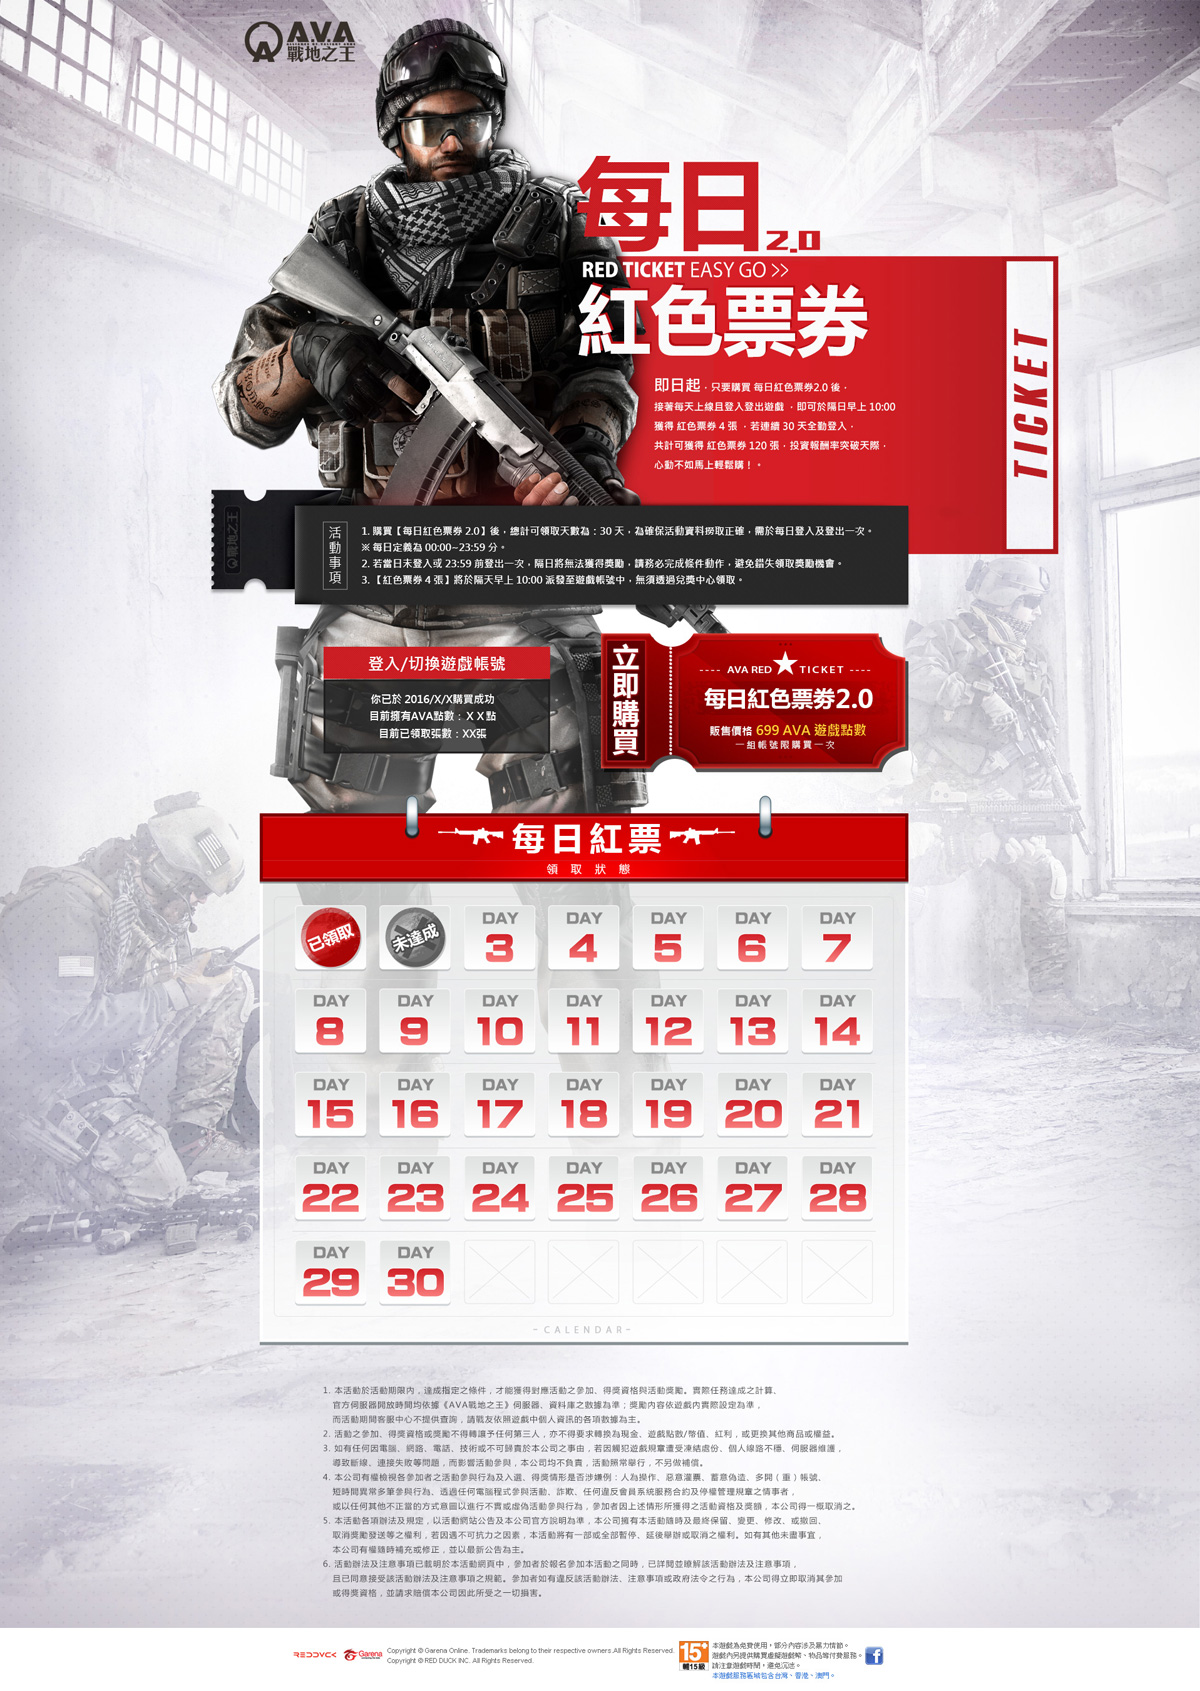 A.V.A
ALLIANCE OF VALIANT ARMS
戰地之王
每日2.0
RED TICKET EASY GO >>
紅色票券
TICKET
即日起，只要購買 每日紅色票券2.0 後，
接著每天上線且登入登出遊戲 ，即可於隔日早上 10:00
獲得 紅色票券 4 張 ，若連續 30 天全勤登入，
共計可獲得 紅色票券 120 張，投資報酬率突破天際，
心動不如馬上輕鬆購！。
戰地之王
活動事項
1. 購買【每日紅色票券 2.0】後，總計可領取天數為：30 天，為確保活動資料撈取正確，需於每日登入及登出一次。
※ 每日定義為 00:00~23:59 分。
2. 若當日未登入或 23:59 前登出一次，隔日將無法獲得獎勵，請務必完成條件動作，避免錯失領取獎勵機會。
3. 【紅色票券 4 張】將於隔天早上 10:00 派發至遊戲帳號中，無須透過兌獎中心領取。
登入/切換遊戲帳號
你已於 2016/X/X購買成功
目前擁有AVA點數：ＸＸ點
目前已領取張數：XX張
立即購買
---- AVA RED ★ TICKET ----
每日紅色票券2.0
販售價格 699 AVA 遊戲點數
一組帳號限購買一次
每日紅票
領取狀態
已領取 未達成 DAY 3 DAY 4 DAY 5 DAY 6 DAY 7
DAY 8 DAY 9 DAY 10 DAY 11 DAY 12 DAY 13 DAY 14
DAY 15 DAY 16 DAY 17 DAY 18 DAY 19 DAY 20 DAY 21
DAY 22 DAY 23 DAY 24 DAY 25 DAY 26 DAY 27 DAY 28
DAY 29 DAY 30
-CALENDAR-
1. 本活動於活動期限內，達成指定之條件，才能獲得對應活動之參加、得獎資格與活動獎勵。實際任務達成之計算、
官方伺服器開放時間均依據《AVA戰地之王》伺服器、資料庫之數據為準；獎勵內容依遊戲內實際設定為準，
而活動期間客服中心不提供查詢，請戰友依照遊戲中個人資訊的各項數據為主。
2. 活動之參加、得獎資格或獎勵不得轉讓予任何第三人，亦不得要求轉換為現金、遊戲點數/幣值、紅利，或更換其他商品或權益。
3. 如有任何因電腦、網路、電話、技術或不可歸責於本公司之事由，若因觸犯遊戲規章遭受凍結處份、個人線路不穩、伺服器維護，
導致斷線、連接失敗等問題，而影響活動參與，本公司均不負責，活動照常舉行，不另做補償。
4. 本公司有權檢視各參加者之活動參與行為及入選、得獎情形是否涉嫌例：人為操作、惡意灌票、蓄意偽造、多開（重）帳號、
短時間異常多筆參與行為、透過任何電腦程式參與活動、詐欺、任何違反會員系統服務合約及停權管理規章之情事者，
或以任何其他不正當的方式意圖以進行不實或虛偽活動參與行為，參加者因上述情形所獲得之活動資格及獎額，本公司得一概取消之。
5. 本活動各項辦法及規定，以活動網站公告及本公司官方說明為準，本公司擁有本活動隨時及最終保留、變更、修改、或撤回、
取消獎勵發送等之權利，若因遇不可抗力之因素，本活動將有一部或全部暫停、延後舉辦或取消之權利。如有其他未盡事宜，
本公司有權隨時補充或修正，並以最新公告為主。
6. 活動辦法及注意事項已載明於本活動網頁中，參加者於報名參加本活動之同時，已詳閱並瞭解該活動辦法及注意事項，
且已同意接受該活動辦法及注意事項之規範。參加者如有違反該活動辦法、注意事項或政府法令之行為，本公司得立即取消其參加
或得獎資格，並請求賠償本公司因此所受之一切損害。
REDDUCK Garena
Copyright © Garena Online. Trademarks belong to their respective owners.All Rights Reserved.
Copyright © RED DUCK INC. All Rights Reserved.
15+
輔15級
本遊戲為免費使用，部分內容涉及暴力情節。
遊戲內另提供購買虛擬遊戲幣、物品等付費服務。
請注意遊戲時間，避免沉迷。
本遊戲服務區域包含台灣、香港、澳門。
f